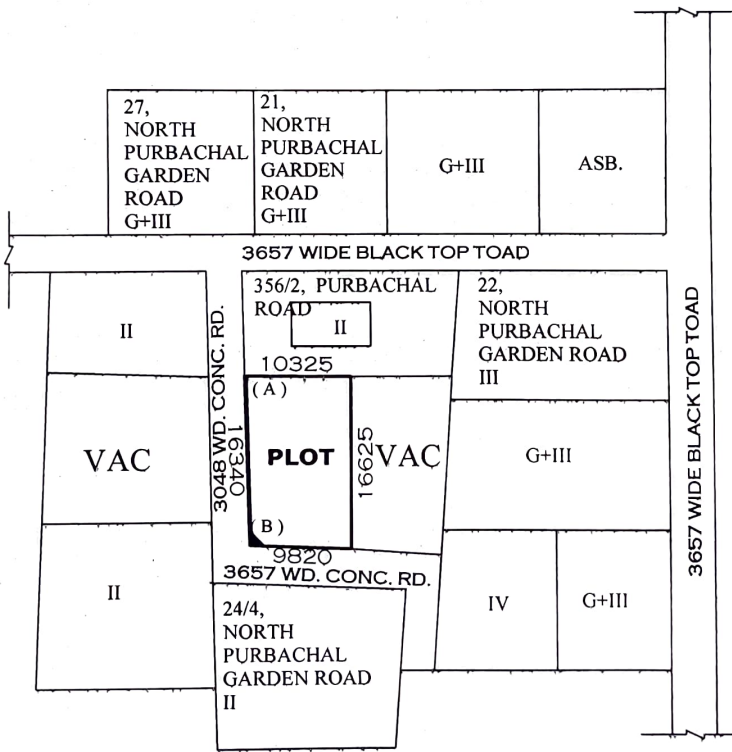 27,
NORTH
PURBACHAL
GARDEN
ROAD
G+III
21,
NORTH
PURBACHAL
GARDEN
ROAD
G+III
G+III
ASB.
3657 WIDE BLACK TOP TOAD
II
3048 WD. CONC. RD.
356/2, PURBACHAL
ROAD
II
22,
NORTH
PURBACHAL
GARDEN ROAD
III
10325
(A)
VAC
16340
PLOT
16625
VAC
G+III
3657 WIDE BLACK TOP TOAD
(B)
9820
3657 WD. CONC. RD.
II
24/4,
NORTH
PURBACHAL
GARDEN ROAD
II
IV
G+III